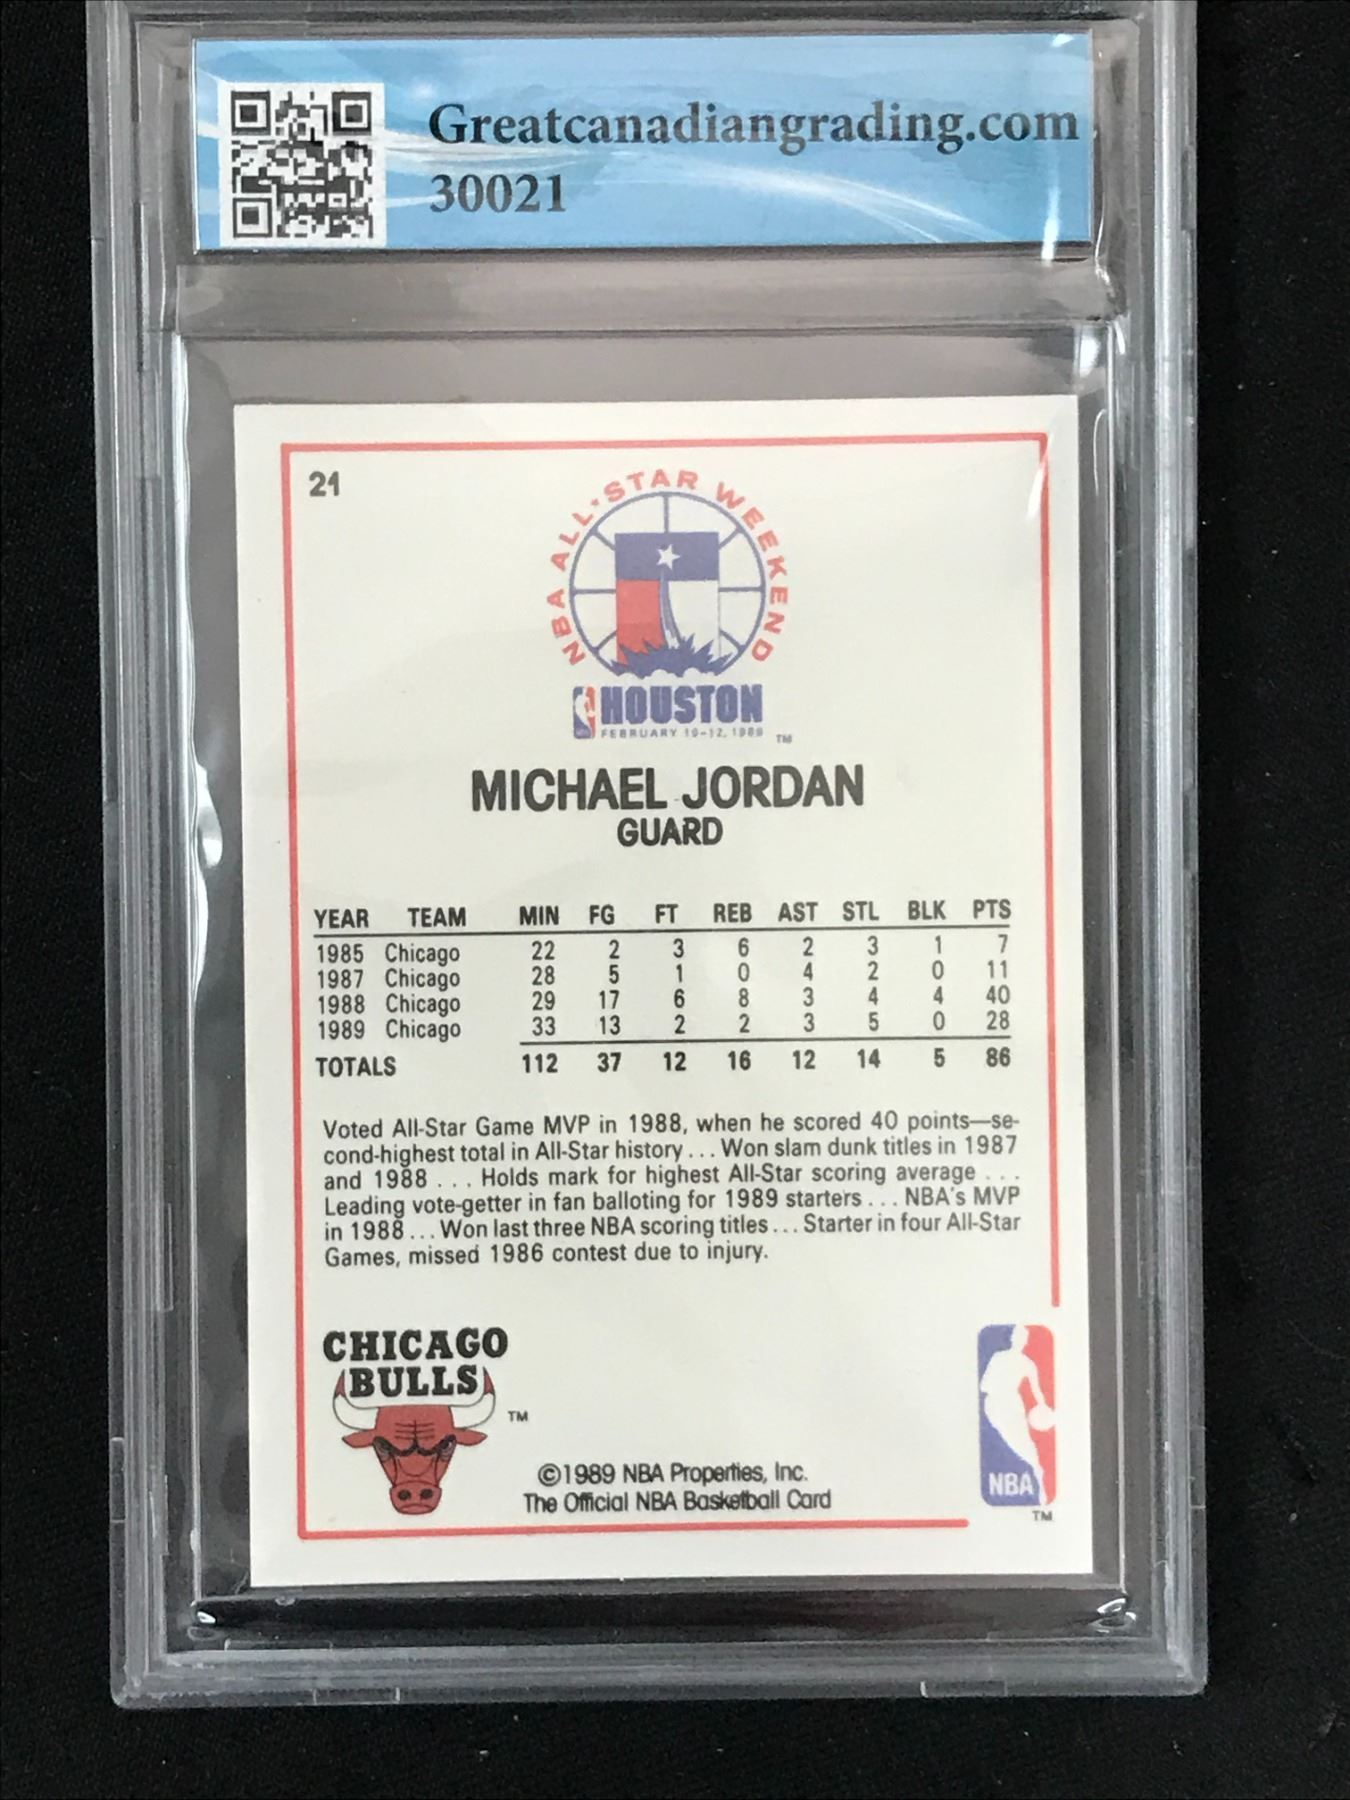 Greatcanadiangrading.com
30021
21
NBA ALL·STAR WEEKEND
HOUSTON
FEBRUARY 10-12, 1989 TM
MICHAEL JORDAN
GUARD
YEAR TEAM MIN FG FT REB AST STL BLK PTS
1985 Chicago 22 2 3 6 2 3 1 7
1987 Chicago 28 5 1 0 4 2 0 11
1988 Chicago 29 17 6 8 3 4 4 40
1989 Chicago 33 13 2 2 3 5 0 28
TOTALS 112 37 12 16 12 14 5 86
Voted All-Star Game MVP in 1988, when he scored 40 points—se-
cond-highest total in All-Star history . . . Won slam dunk titles in 1987
and 1988 . . . Holds mark for highest All-Star scoring average . . .
Leading vote-getter in fan balloting for 1989 starters . . . NBA's MVP
in 1988 . . . Won last three NBA scoring titles . . . Starter in four All-Star
Games, missed 1986 contest due to injury.
CHICAGO
BULLS
TM
©1989 NBA Properties, Inc.
The Official NBA Basketball Card
NBA
TM